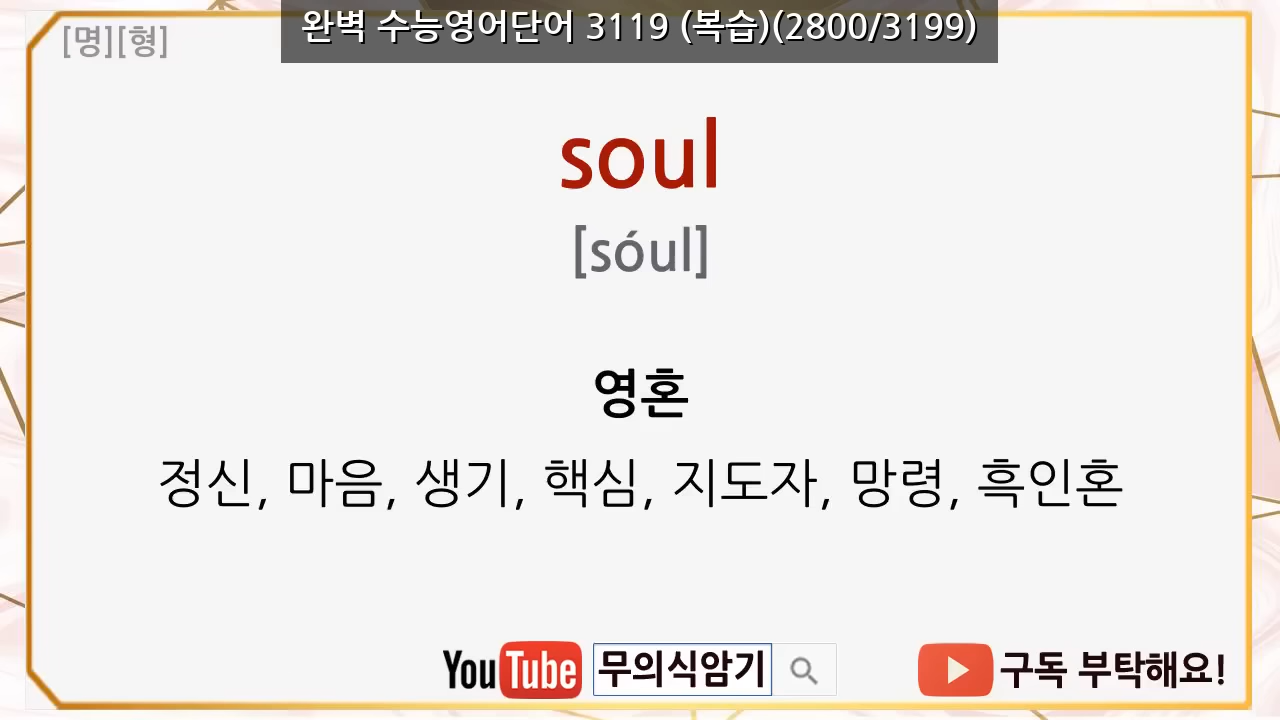 완벽 수능영어단어 3119 (복습)(2800/3199)
[명][형]
soul
[sóul]
영혼
정신, 마음, 생기, 핵심, 지도자, 망령, 흑인혼
YouTube 무의식암기 구독 부탁해요!